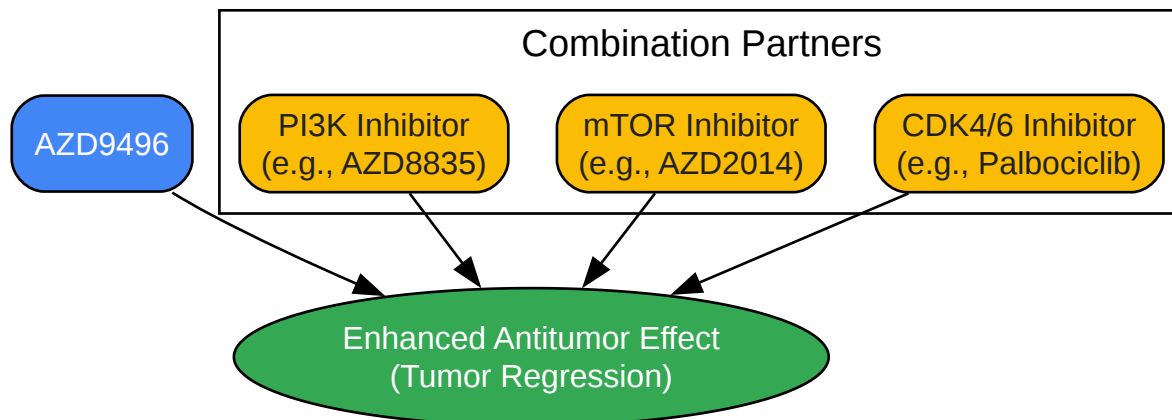 Combination Partners
AZD9496
PI3K Inhibitor
(e.g., AZD8835)
mTOR Inhibitor
(e.g., AZD2014)
CDK4/6 Inhibitor
(e.g., Palbociclib)
Enhanced Antitumor Effect
(Tumor Regression)